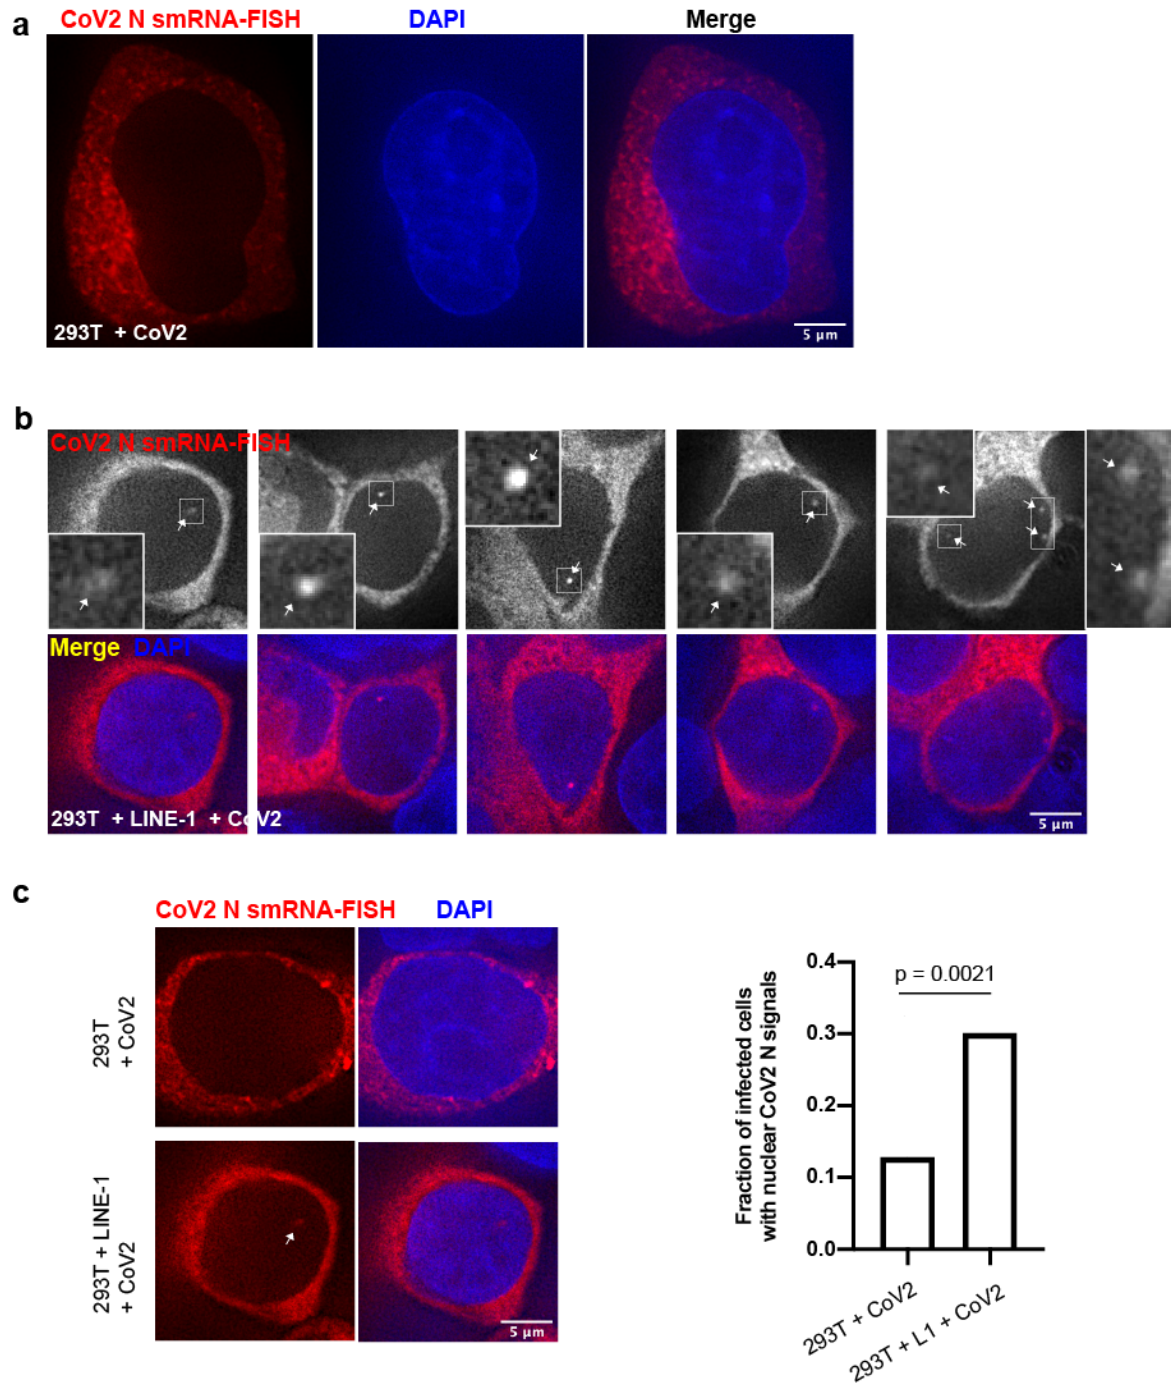 a
CoV2 N smRNA-FISH
DAPI
Merge
293T + CoV2
5 µm
b
CoV2 N smRNA-FISH
Merge DAPI
293T + LINE-1 + CoV2
5 µm
c
CoV2 N smRNA-FISH
DAPI
293T
+ CoV2
293T + LINE-1
+ CoV2
5 µm
Fraction of infected cells
with nuclear CoV2 N signals
0.4
0.3
0.2
0.1
0.0
p = 0.0021
293T + CoV2
293T + L1 + CoV2